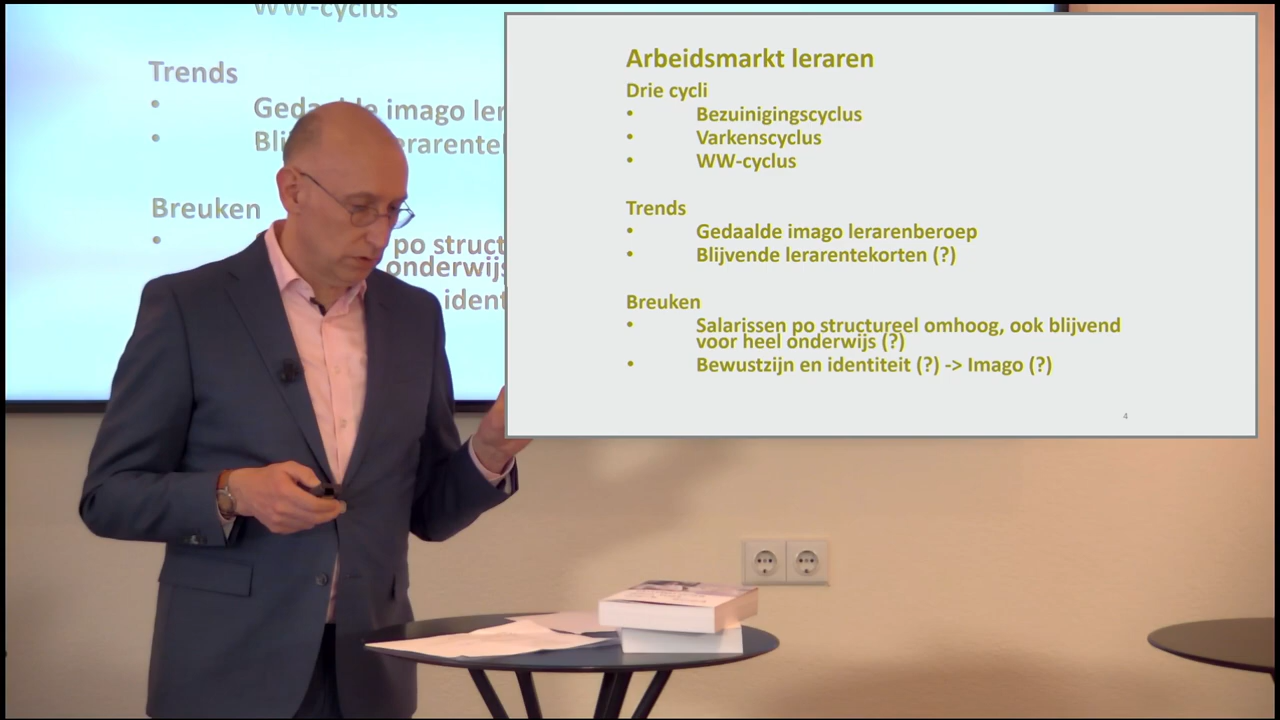 WW-cyclus
Trends
• Gedaalde imago ler
• Bli rarente
Breuken
• po struct
onderwijs
ident
Arbeidsmarkt leraren
Drie cycli
• Bezuinigingscyclus
• Varkenscyclus
• WW-cyclus
Trends
• Gedaalde imago lerarenberoep
• Blijvende lerarentekorten (?)
Breuken
• Salarissen po structureel omhoog, ook blijvend
voor heel onderwijs (?)
• Bewustzijn en identiteit (?) -> Imago (?)
4